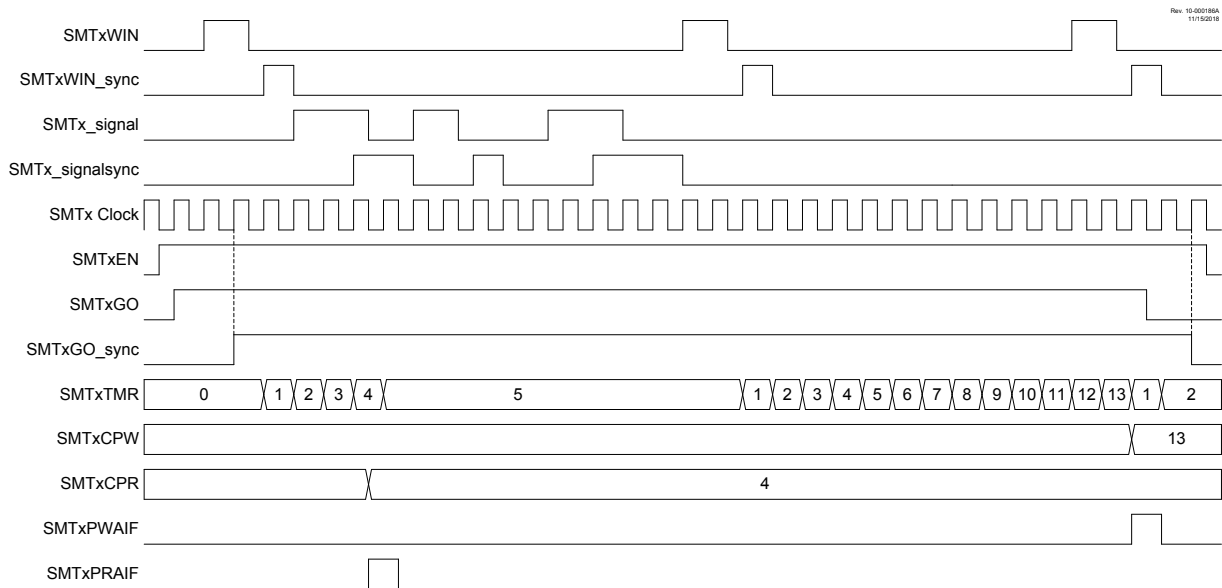 Rev. 10-000186A
11/15/2018
SMTxWIN
SMTxWIN_sync
SMTx_signal
SMTx_signalsync
SMTx Clock
SMTxEN
SMTxGO
SMTxGO_sync
SMTxTMR 0 1 2 3 4 5 1 2 3 4 5 6 7 8 9 10 11 12 13 1 2
SMTxCPW 13
SMTxCPR 4
SMTxPWAIF
SMTxPRAIF